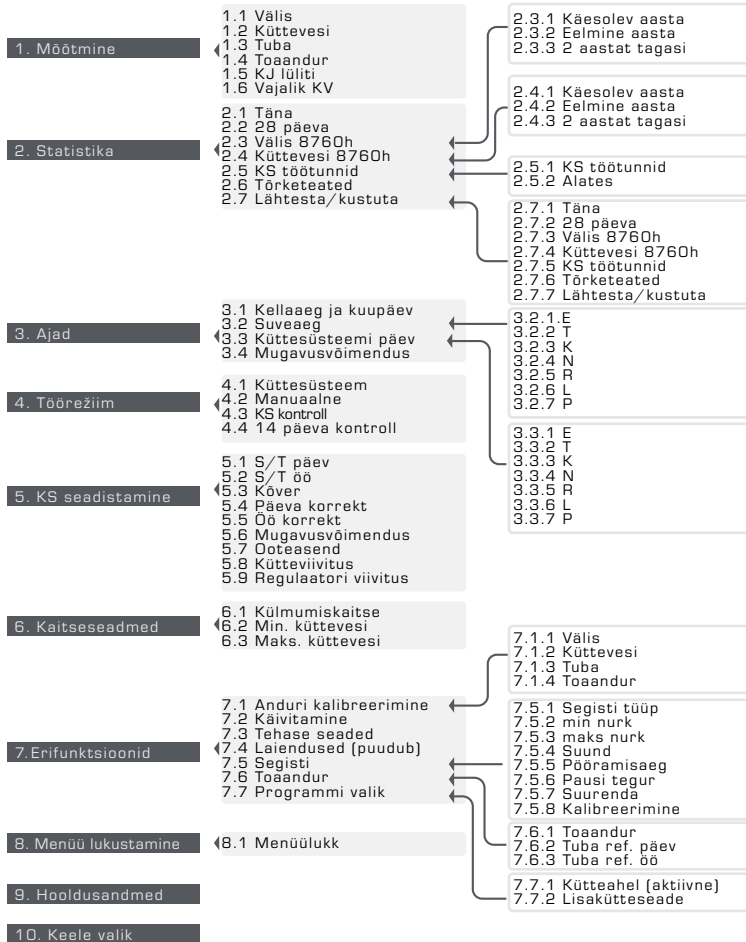 1. Mõõtmine
1.1 Välis
1.2 Küttevesi
1.3 Tuba
1.4 Toaandur
1.5 KJ lüliti
1.6 Vajalik KV
2. Statistika
2.1 Täna
2.2 28 päeva
2.3 Välis 8760h
2.4 Küttevesi 8760h
2.5 KS töötunnid
2.6 Tõrketeated
2.7 Lähtesta/kustuta
2.3.1 Käesolev aasta
2.3.2 Eelmine aasta
2.3.3 2 aastat tagasi
2.4.1 Käesolev aasta
2.4.2 Eelmine aasta
2.4.3 2 aastat tagasi
2.5.1 KS töötunnid
2.5.2 Alates
2.7.1 Täna
2.7.2 28 päeva
2.7.3 Välis 8760h
2.7.4 Küttevesi 8760h
2.7.5 KS töötunnid
2.7.6 Tõrketeated
2.7.7 Lähtesta/kustuta
3. Ajad
3.1 Kellaaeg ja kuupäev
3.2 Suveaeg
3.3 Küttesüsteemi päev
3.4 Mugavusvõimendus
3.2.1.E
3.2.2 T
3.2.3 K
3.2.4 N
3.2.5 R
3.2.6 L
3.2.7 P
3.3.1 E
3.3.2 T
3.3.3 K
3.3.4 N
3.3.5 R
3.3.6 L
3.3.7 P
4. Töörežiim
4.1 Küttesüsteem
4.2 Manuaalne
4.3 KS kontroll
4.4 14 päeva kontroll
5. KS seadistamine
5.1 S/T päev
5.2 S/T öö
5.3 Kõver
5.4 Päeva korrekt
5.5 Öö korrekt
5.6 Mugavusvõimendus
5.7 Ooteasend
5.8 Kütteviivitus
5.9 Regulaatori viivitus
6. Kaitseseadmed
6.1 Külmumiskaitse
6.2 Min. küttevesi
6.3 Maks. küttevesi
7.Erifunktsioonid
7.1 Anduri kalibreerimine
7.2 Käivitamine
7.3 Tehase seaded
7.4 Laiendused (puudub)
7.5 Segisti
7.6 Toaandur
7.7 Programmi valik
7.1.1 Välis
7.1.2 Küttevesi
7.1.3 Tuba
7.1.4 Toaandur
7.5.1 Segisti tüüp
7.5.2 min nurk
7.5.3 maks nurk
7.5.4 Suund
7.5.5 Pööramisaeg
7.5.6 Pausi tegur
7.5.7 Suurenda
7.5.8 Kalibreerimine
7.6.1 Toaandur
7.6.2 Tuba ref. päev
7.6.3 Tuba ref. öö
7.7.1 Kütteahel (aktiivne)
7.7.2 Lisakütteseade
8. Menüü lukustamine
8.1 Menüülukk
9. Hooldusandmed
10. Keele valik